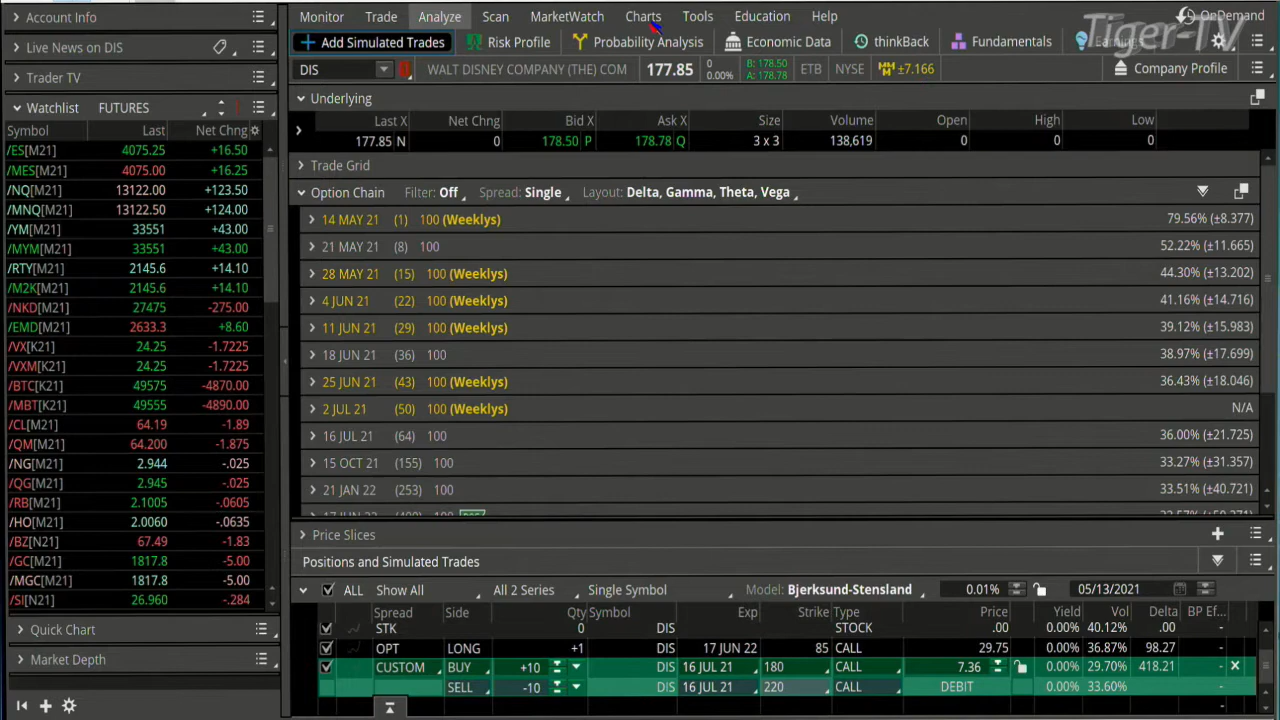 Account Info
Live News on DIS
Trader TV
Watchlist FUTURES
Symbol Last Net Chng
/ES[M21] 4075.25 +16.50
/MES[M21] 4075.00 +16.25
/NQ[M21] 13122.00 +123.50
/MNQ[M21] 13122.50 +124.00
/YM[M21] 33551 +43.00
/MYM[M21] 33551 +43.00
/RTY[M21] 2145.6 +14.10
/M2K[M21] 2145.6 +14.10
/NKD[M21] 27475 -275.00
/EMD[M21] 2633.3 +8.60
/VX[K21] 24.25 -1.7225
/VXM[K21] 24.25 -1.7225
/BTC[K21] 49575 -4870.00
/MBT[K21] 49555 -4890.00
/CL[M21] 64.19 -1.89
/QM[M21] 64.200 -1.875
/NG[M21] 2.944 -.025
/QG[M21] 2.945 -.025
/RB[M21] 2.1005 -.0605
/HO[M21] 2.0060 -.0635
/BZ[N21] 67.49 -1.83
/GC[M21] 1817.8 -5.00
/MGC[M21] 1817.8 -5.00
/SI[N21] 26.960 -.284
Quick Chart
Market Depth
Monitor Trade Analyze Scan MarketWatch Charts Tools Education Help
Tiger-TV
OnDemand
+ Add Simulated Trades Risk Profile Probability Analysis Economic Data thinkBack Fundamentals Earnings
DIS WALT DISNEY COMPANY (THE) COM 177.85 0 0.00% B: 178.50 A: 178.78 ETB NYSE ±7.166 Company Profile
Underlying
Last X Net Chng Bid X Ask X Size Volume Open High Low
177.85 N 0 178.50 P 178.78 Q 3 x 3 138,619 0 0 0
Trade Grid
Option Chain Filter: Off Spread: Single Layout: Delta, Gamma, Theta, Vega
14 MAY 21 (1) 100 (Weeklys) 79.56% (±8.377)
21 MAY 21 (8) 100 52.22% (±11.665)
28 MAY 21 (15) 100 (Weeklys) 44.30% (±13.202)
4 JUN 21 (22) 100 (Weeklys) 41.16% (±14.716)
11 JUN 21 (29) 100 (Weeklys) 39.12% (±15.983)
18 JUN 21 (36) 100 38.97% (±17.699)
25 JUN 21 (43) 100 (Weeklys) 36.43% (±18.046)
2 JUL 21 (50) 100 (Weeklys) N/A
16 JUL 21 (64) 100 36.00% (±21.725)
15 OCT 21 (155) 100 33.27% (±31.357)
21 JAN 22 (253) 100 33.51% (±40.721)
Price Slices
Positions and Simulated Trades
ALL Show All All 2 Series Single Symbol Model: Bjerksund-Stensland 0.01% 05/13/2021
Spread Side Qty Symbol Exp Strike Type Price Yield Vol Delta BP Ef...
STK 0 DIS STOCK .00 0.00% 40.12% .00 -
OPT LONG +1 DIS 17 JUN 22 85 CALL 29.75 0.00% 36.87% 98.27 -
CUSTOM BUY +10 DIS 16 JUL 21 180 CALL 7.36 0.00% 29.70% 418.21 -
SELL -10 DIS 16 JUL 21 220 CALL DEBIT 0.00% 33.60% -